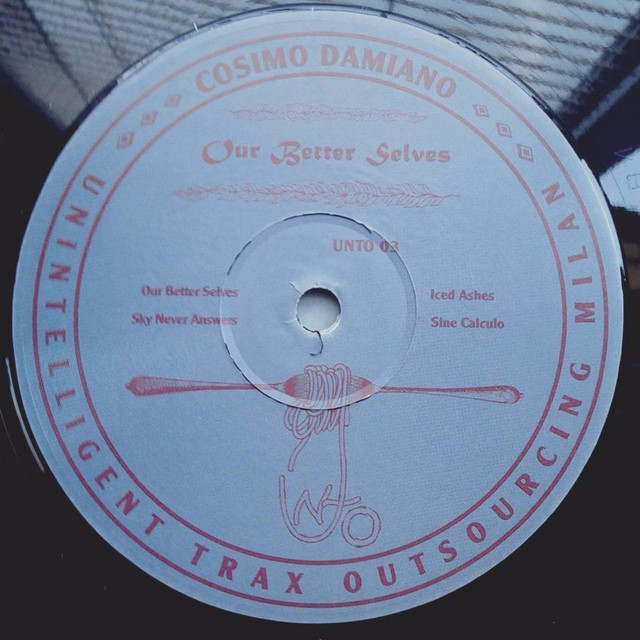 COSIMO DAMIANO
Our Better Selves
UNTO 03
Our Better Selves
Sky Never Answers
Iced Ashes
Sine Calculo
UNTO
UNINTELLIGENT TRAX OUTSOURCING MILAN